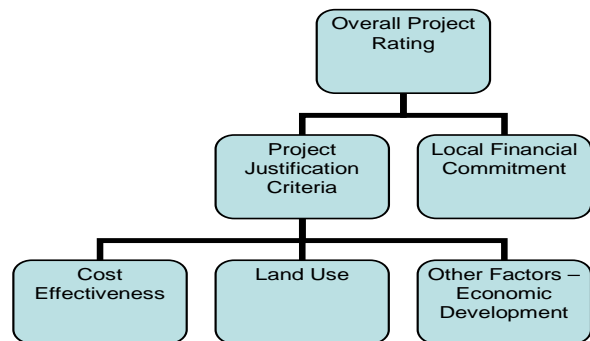 Overall Project
Rating
Project
Justification
Criteria
Local Financial
Commitment
Cost
Effectiveness
Land Use
Other Factors –
Economic
Development